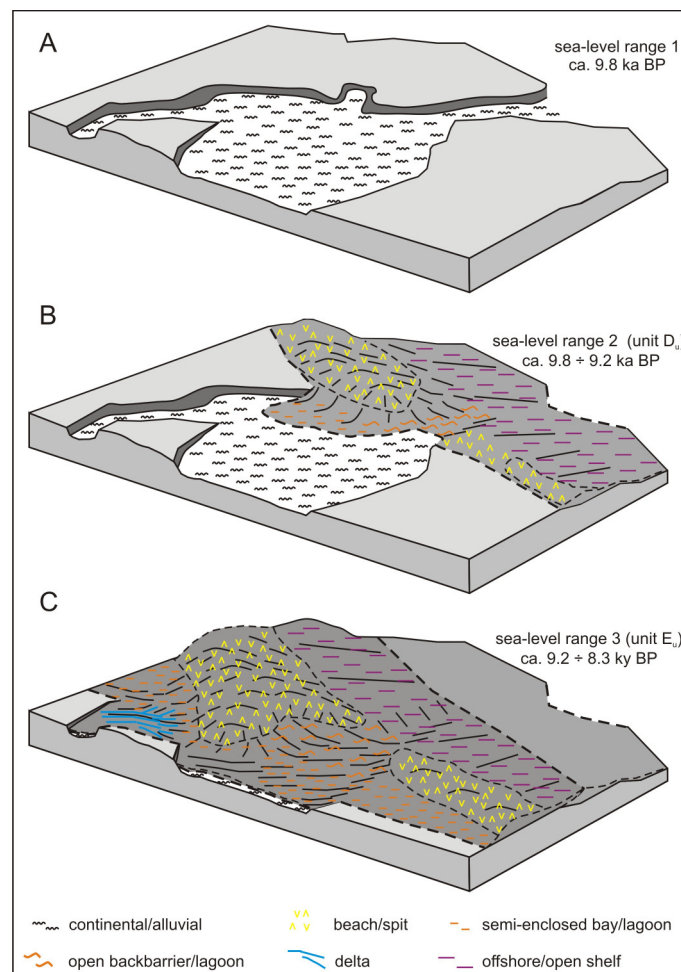 A
sea-level range 1
ca. 9.8 ka BP
B
sea-level range 2 (unit Du)
ca. 9.8 ÷ 9.2 ka BP
C
sea-level range 3 (unit Eu)
ca. 9.2 ÷ 8.3 ky BP
continental/alluvial
beach/spit
semi-enclosed bay/lagoon
open backbarrier/lagoon
delta
offshore/open shelf